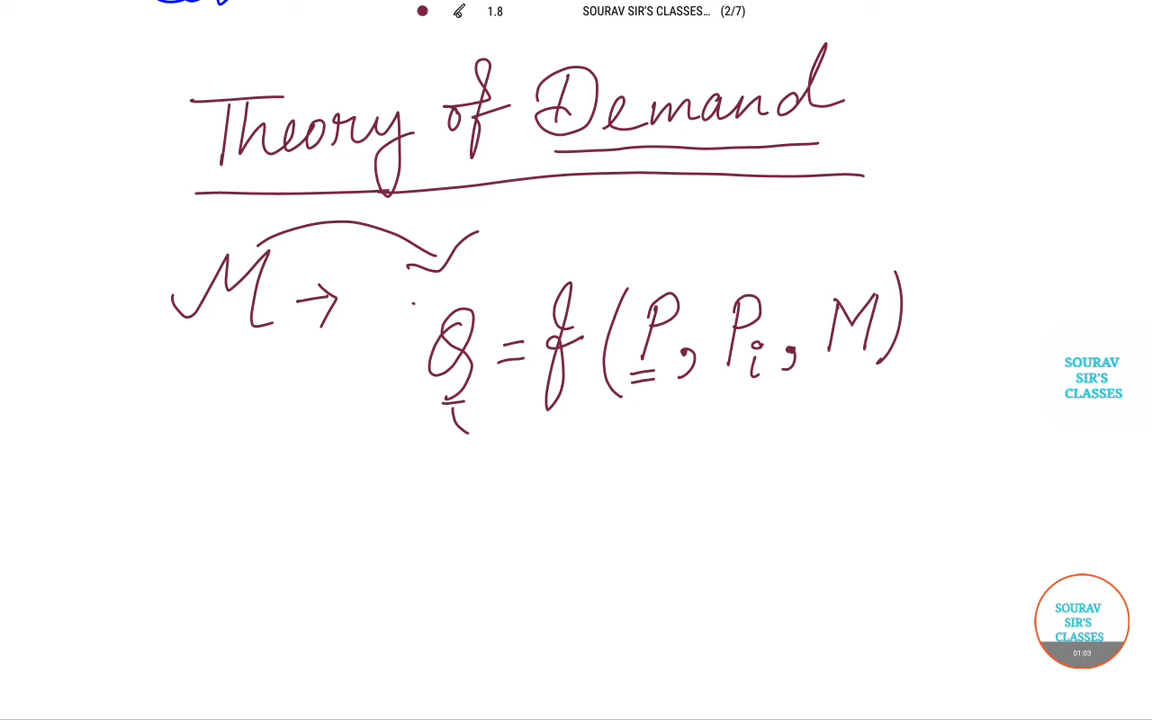 1.8 SOURAV SIR'S CLASSES... (2/7)
Theory of Demand
M →
Q = f (P, Pi, M)
SOURAV
SIR'S
CLASSES
SOURAV
SIR'S
CLASSES
01:03